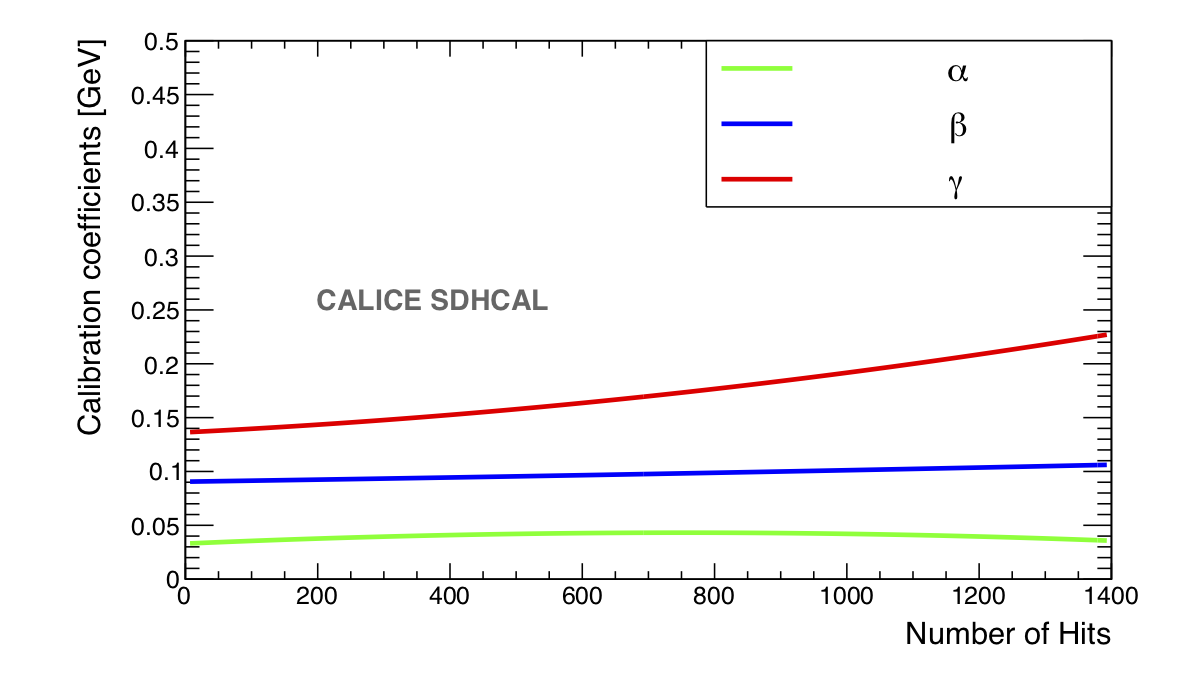 Calibration coefficients [GeV]
0.5
0.45
0.4
0.35
0.3
0.25
0.2
0.15
0.1
0.05
0
α
β
γ
CALICE SDHCAL
0 200 400 600 800 1000 1200 1400
Number of Hits